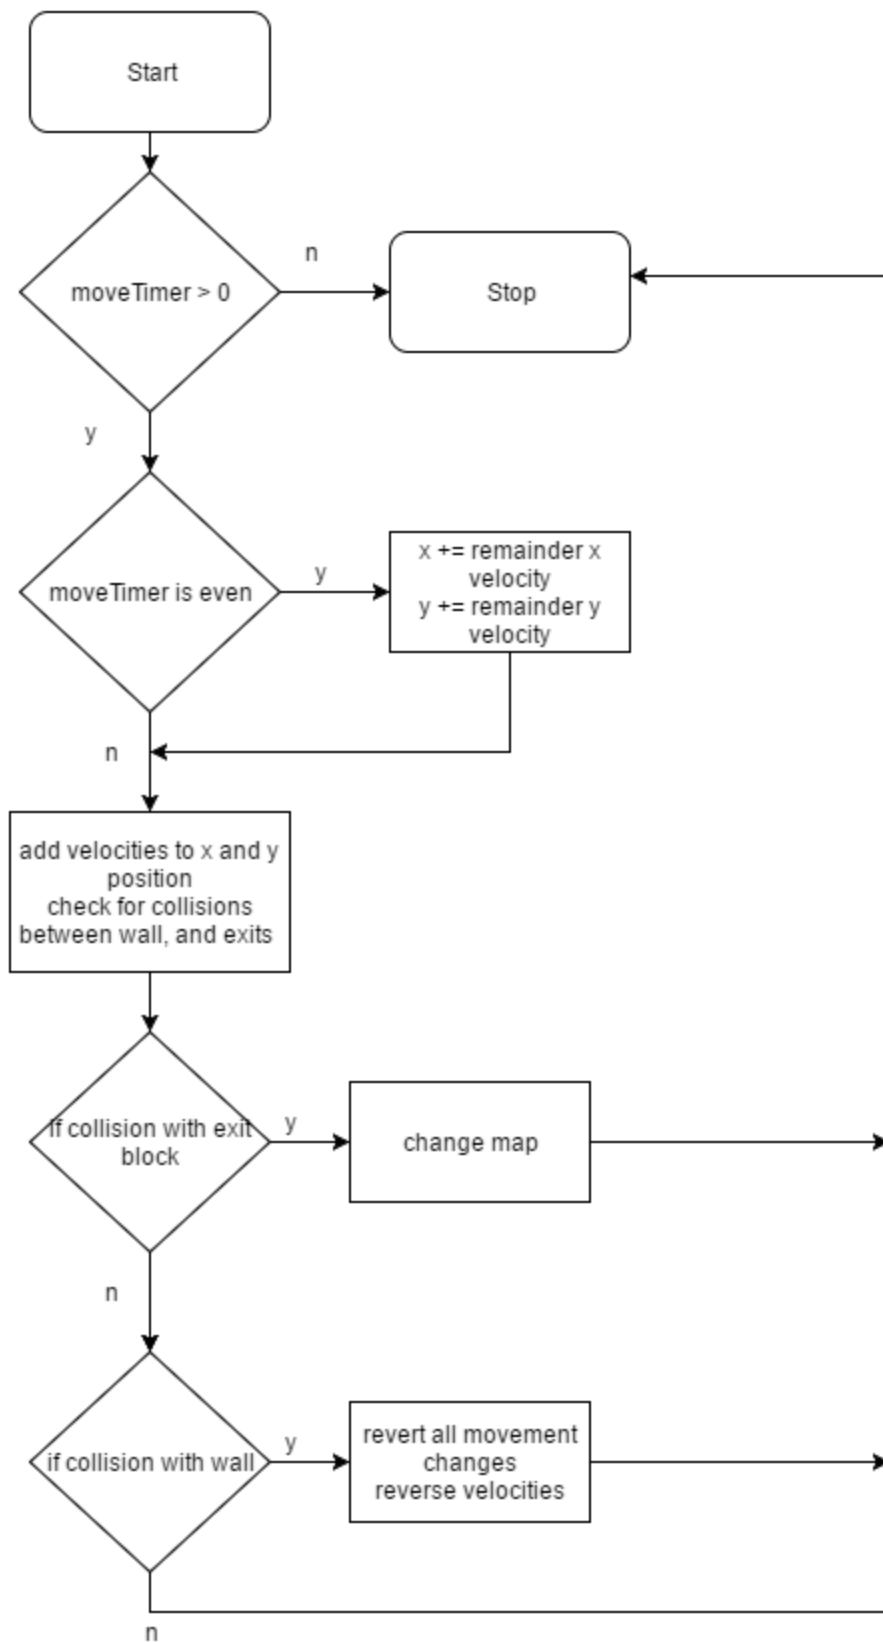 Start
moveTimer > 0
n
Stop
y
moveTimer is even
y
x += remainder x
velocity
y += remainder y
velocity
n
add velocities to x and y
position
check for collisions
between wall, and exits
if collision with exit
block
y
change map
n
if collision with wall
y
revert all movement
changes
reverse velocities
n